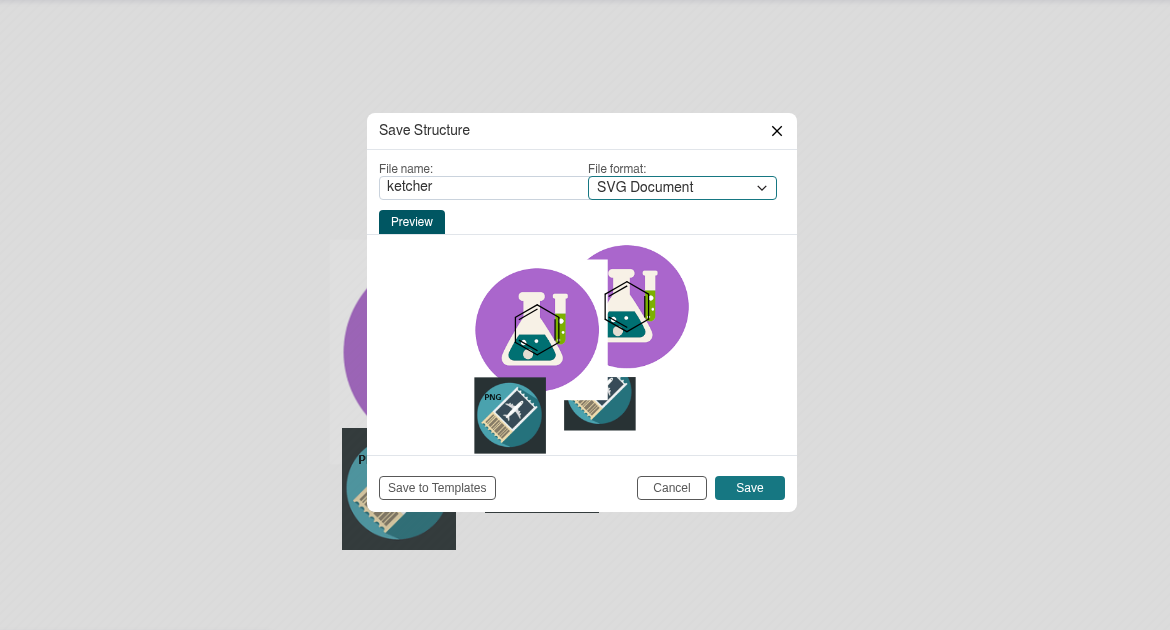 Save Structure
File name:
File format:
ketcher
SVG Document
Preview
PNG
Save to Templates
Cancel
Save